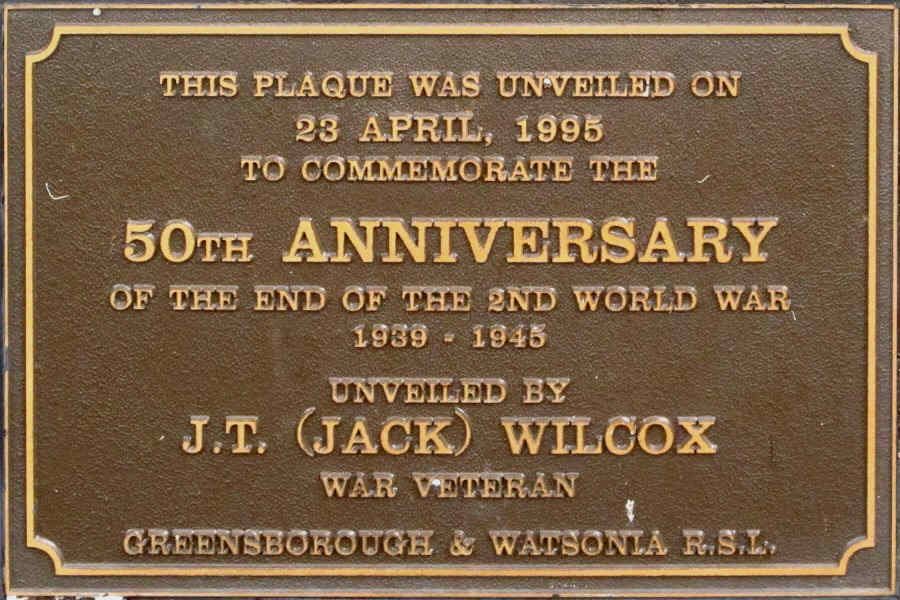 THIS PLAQUE WAS UNVEILED ON
23 APRIL, 1995
TO COMMEMORATE THE
50TH ANNIVERSARY
OF THE END OF THE 2ND WORLD WAR
1939 - 1945
UNVEILED BY
J.T. (JACK) WILCOX
WAR VETERAN
GREENSBOROUGH & WATSONIA R.S.L.